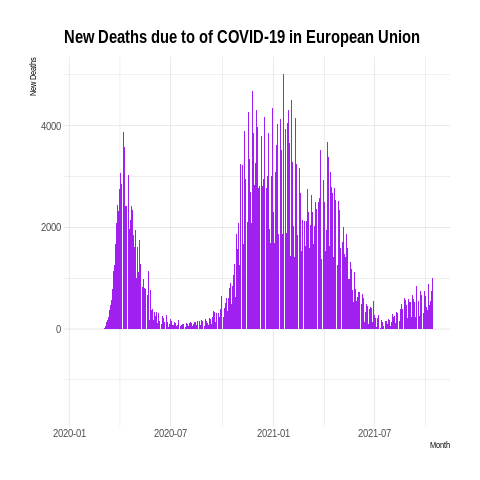 New Deaths due to of COVID-19 in European Union
New Deaths
4000
2000
0
2020-01 2020-07 2021-01 2021-07
Month